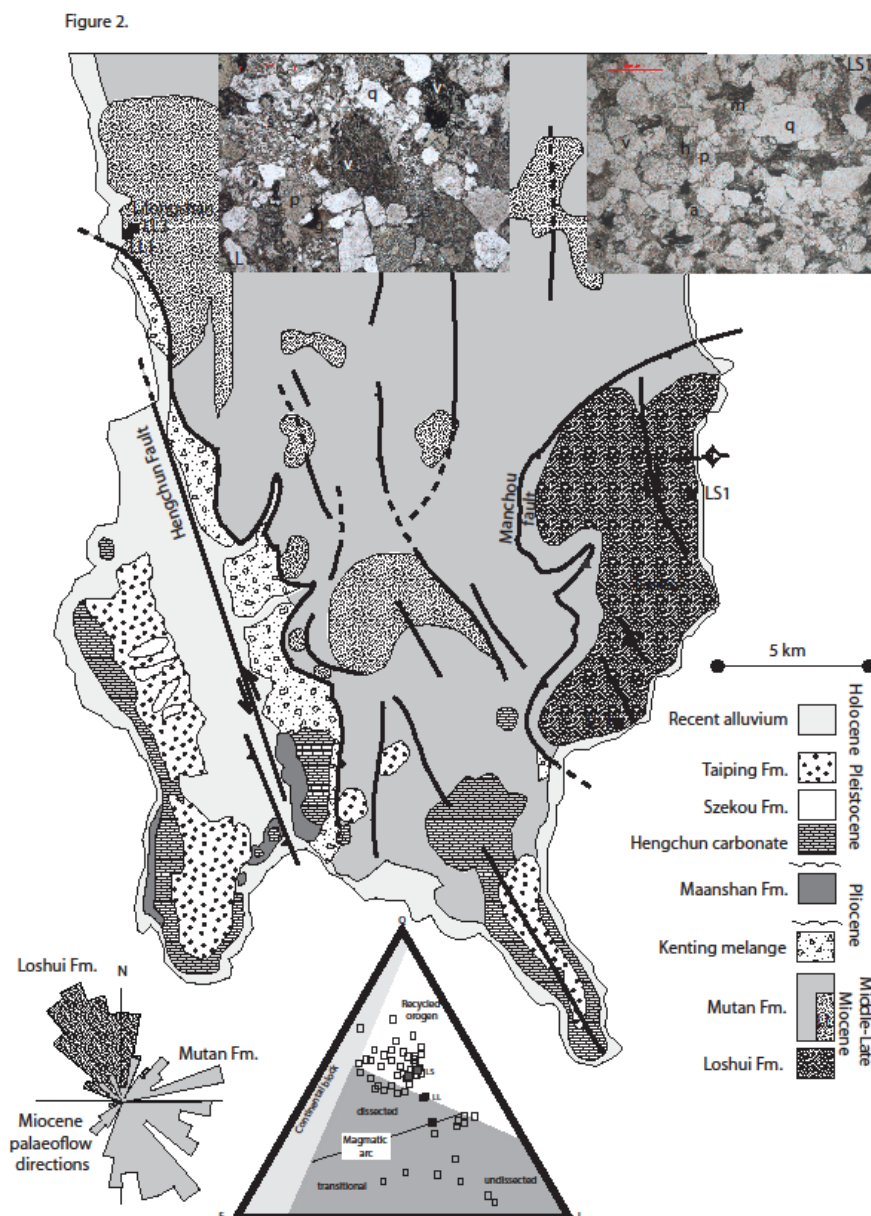 Figure 2.
LS1
q
v
s
v
p
LL
m
q
v
h
p
a
s
LL1
Hengchun Fault
Manchou
fault
LS1
5 km
Recent alluvium
Taiping Fm.
Szekou Fm.
Hengchun carbonate
Maanshan Fm.
Kenting melange
Mutan Fm.
Loshui Fm.
Holocene
Pleistocene
Pliocene
Middle-Late
Miocene
Loshui Fm.
N
Mutan Fm.
Miocene
palaeoflow
directions
Q
Recycled
orogen
Continental block
LS
LL
dissected
Magmatic
arc
transitional
undissected
F
L